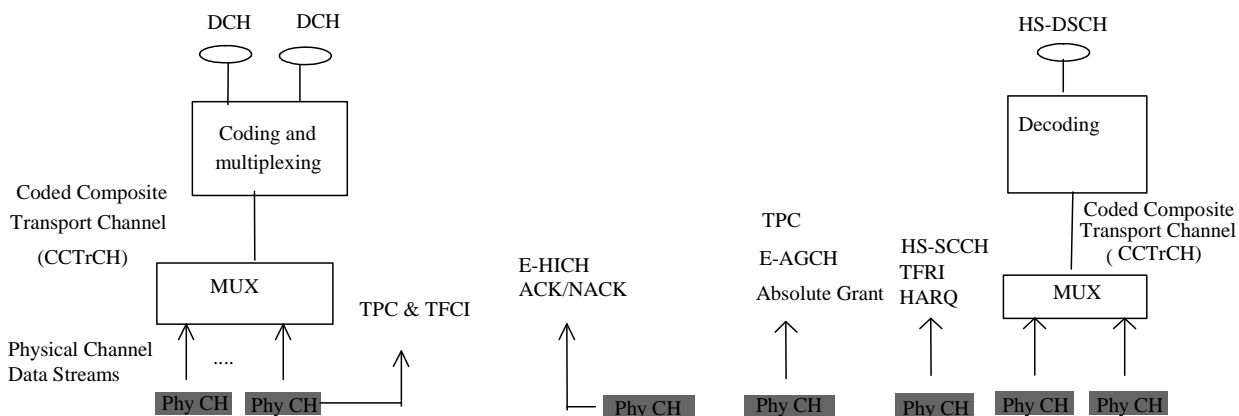 DCH
DCH
Coding and
multiplexing
Coded Composite
Transport Channel
(CCTrCH)
MUX
TPC & TFCI
Physical Channel
Data Streams
....
Phy CH
Phy CH
E-HICH
ACK/NACK
Phy CH
TPC
E-AGCH
Absolute Grant
Phy CH
HS-SCCH
TFRI
HARQ
Phy CH
HS-DSCH
Decoding
Coded Composite
Transport Channel
( CCTrCH)
MUX
Phy CH
Phy CH